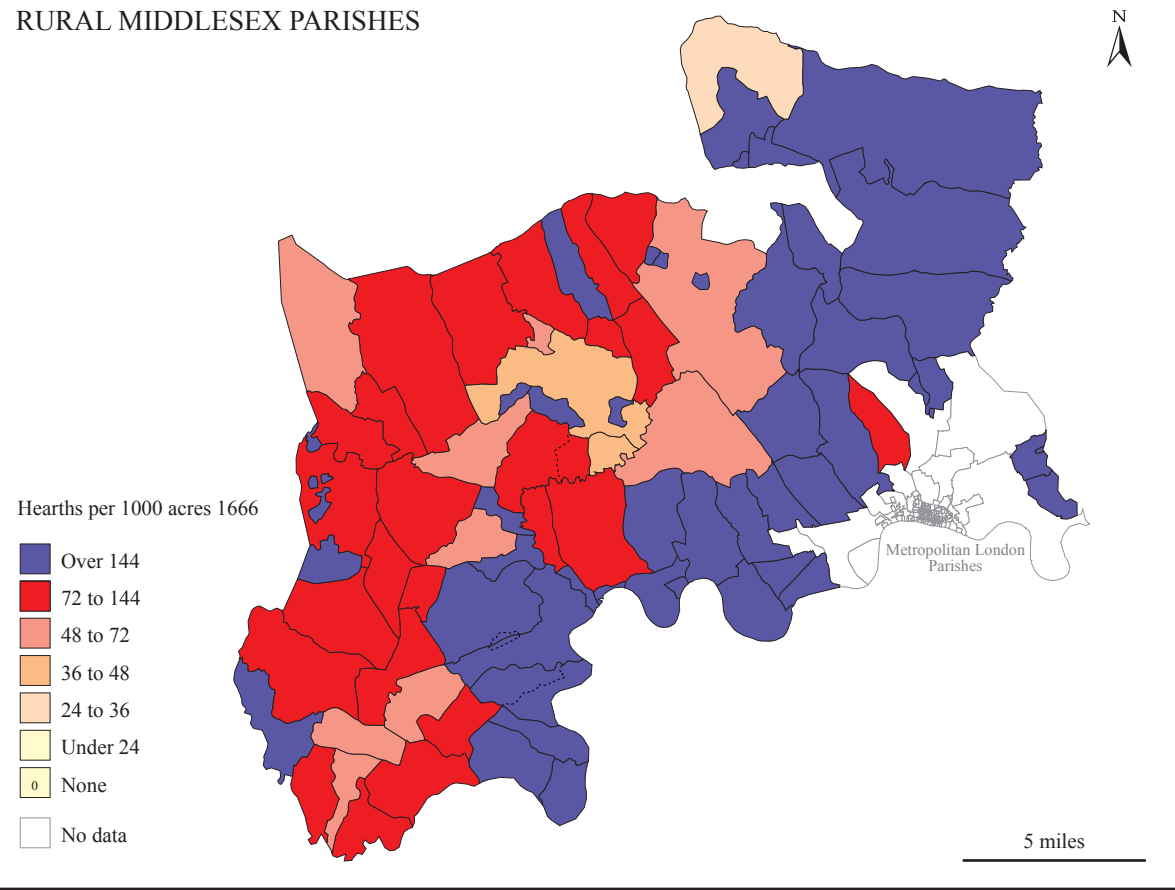 RURAL MIDDLESEX PARISHES
N
Hearths per 1000 acres 1666
Over 144
72 to 144
48 to 72
36 to 48
24 to 36
Under 24
0 None
No data
Metropolitan London
Parishes
5 miles